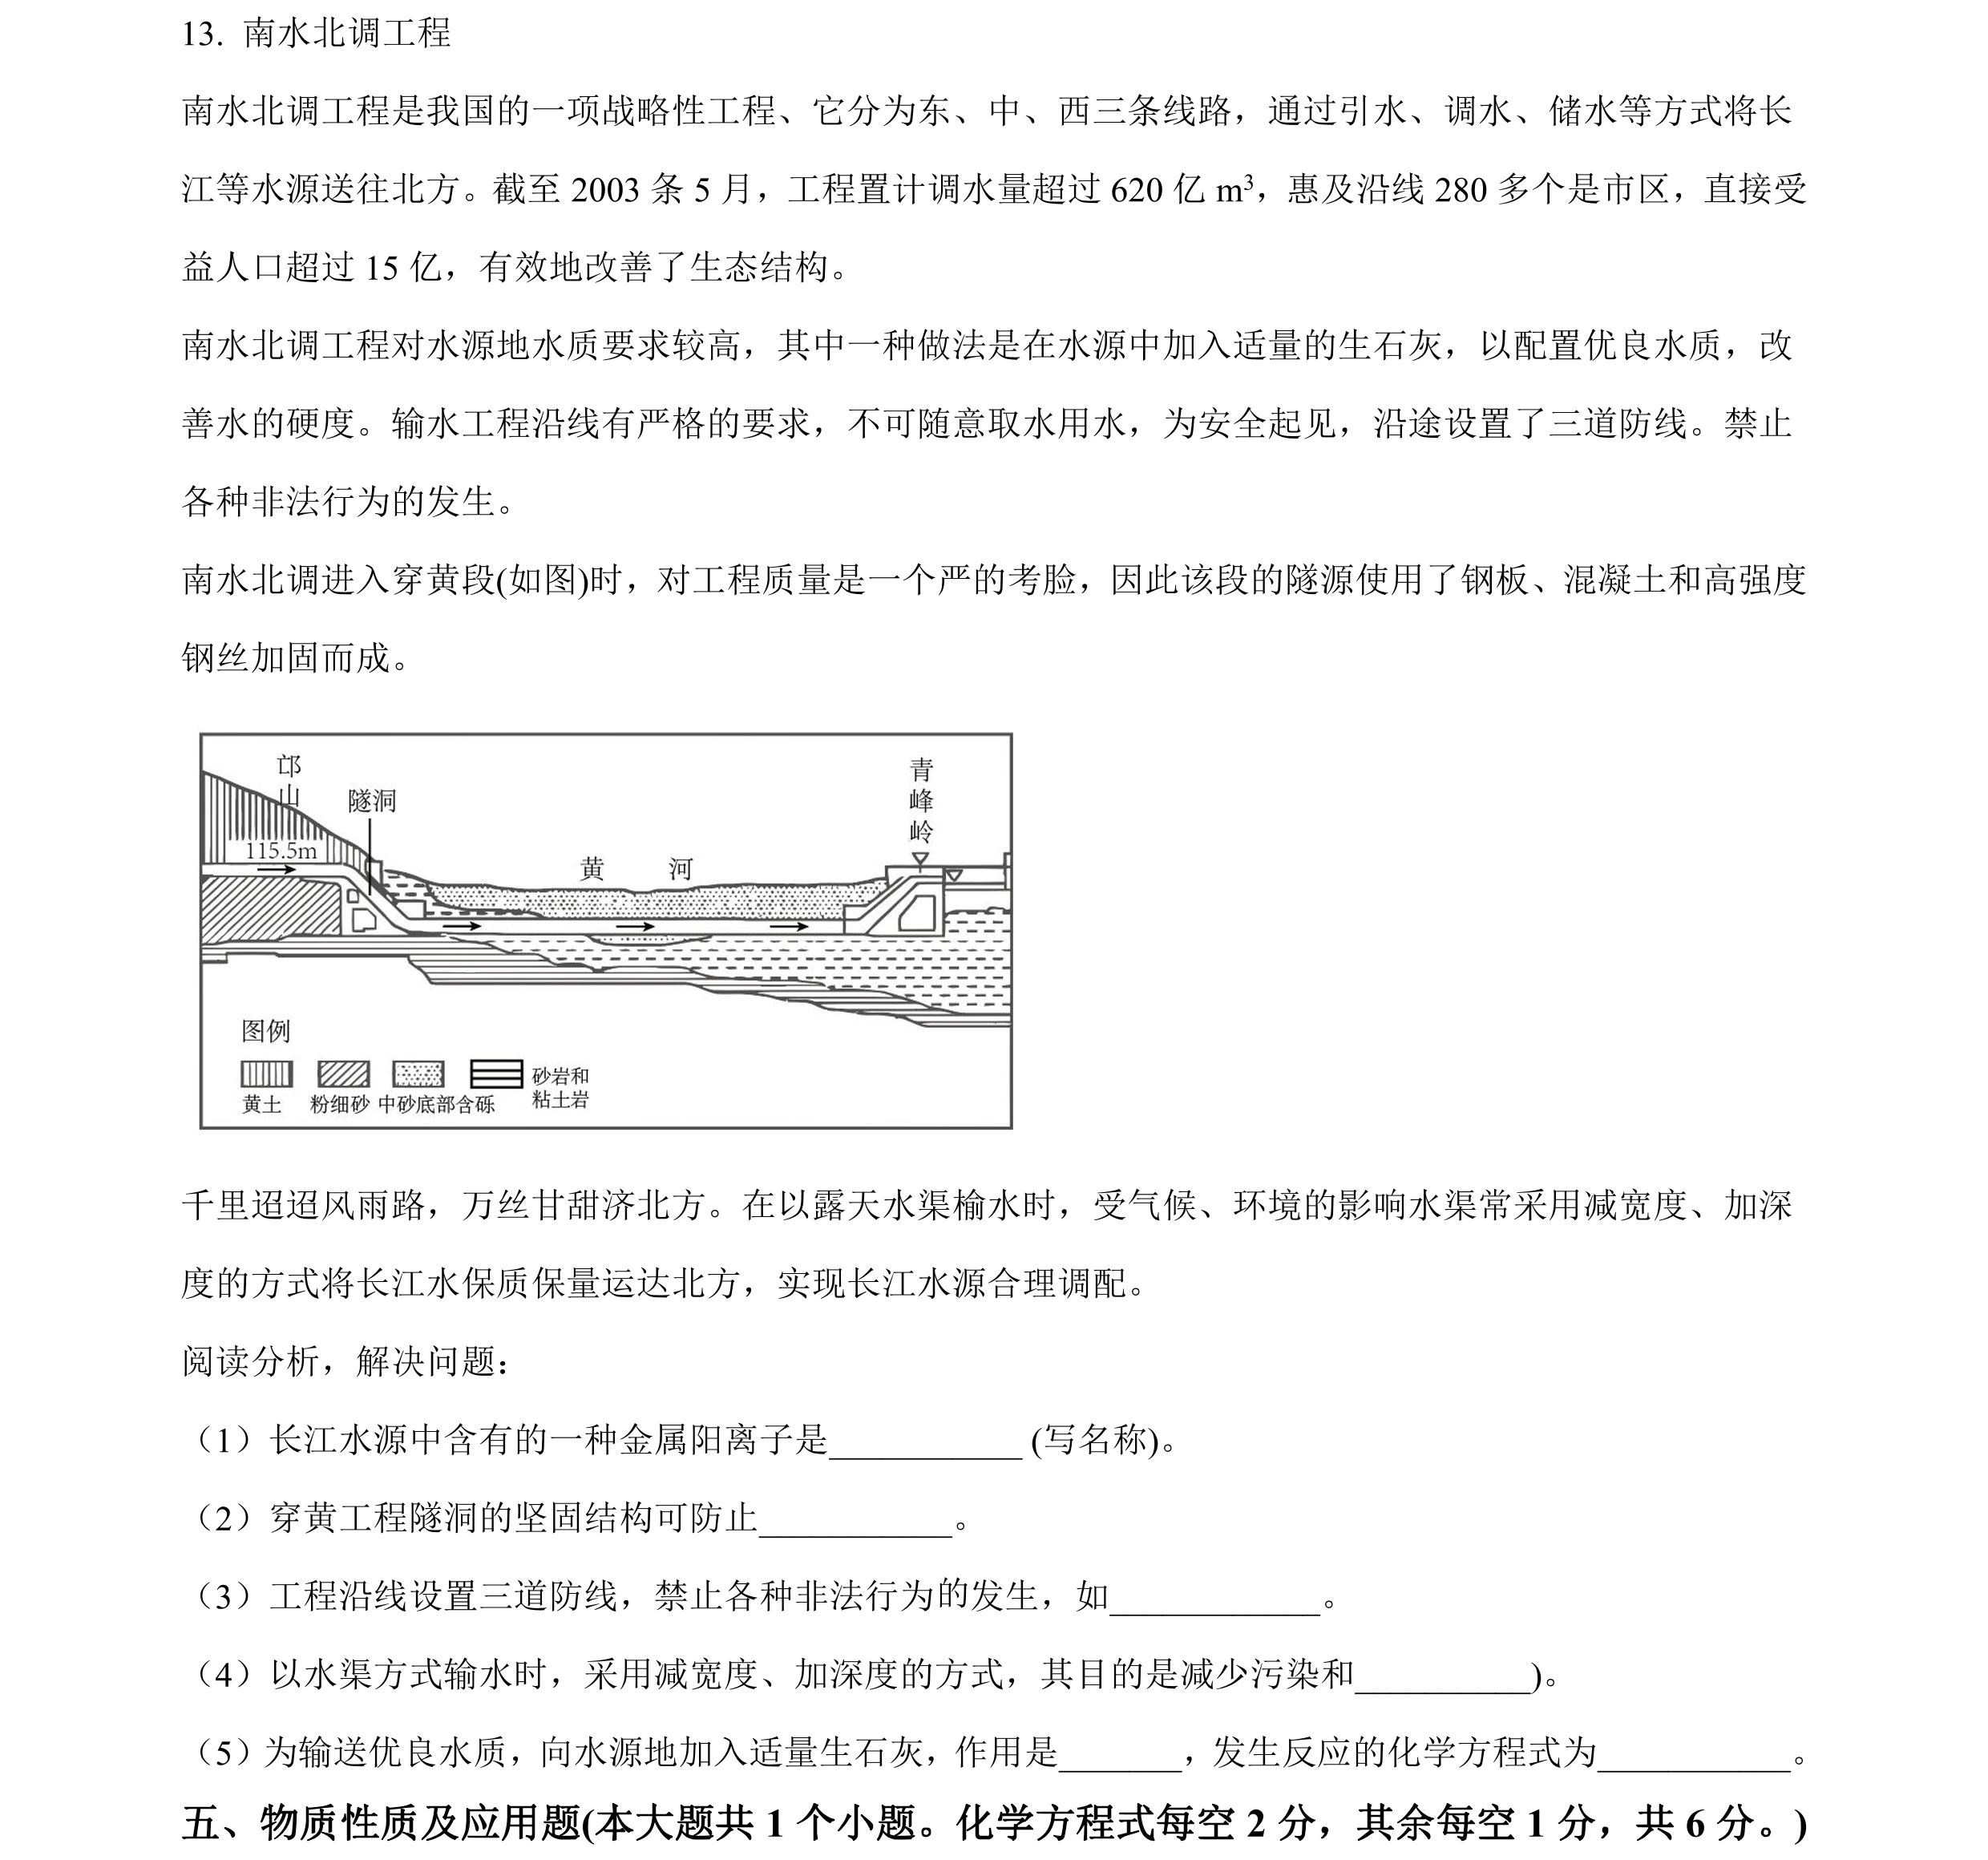 13. 南水北调工程
南水北调工程是我国的一项战略性工程、它分为东、中、西三条线路，通过引水、调水、储水等方式将长
江等水源送往北方。截至 2003 条 5 月，工程置计调水量超过 620 亿 m³，惠及沿线 280 多个是市区，直接受
益人口超过 15 亿，有效地改善了生态结构。
南水北调工程对水源地水质要求较高，其中一种做法是在水源中加入适量的生石灰，以配置优良水质，改
善水的硬度。输水工程沿线有严格的要求，不可随意取水用水，为安全起见，沿途设置了三道防线。禁止
各种非法行为的发生。
南水北调进入穿黄段(如图)时，对工程质量是一个严的考脸，因此该段的隧源使用了钢板、混凝土和高强度
钢丝加固而成。
邙山
隧洞
115.5m
黄 河
青峰岭
图例
黄土 粉细砂 中砂底部含砾 砂岩和
粘土岩
千里迢迢风雨路，万丝甘甜济北方。在以露天水渠榆水时，受气候、环境的影响水渠常采用减宽度、加深
度的方式将长江水保质保量运达北方，实现长江水源合理调配。
阅读分析，解决问题：
（1）长江水源中含有的一种金属阳离子是___________ (写名称)。
（2）穿黄工程隧洞的坚固结构可防止___________。
（3）工程沿线设置三道防线，禁止各种非法行为的发生，如____________。
（4）以水渠方式输水时，采用减宽度、加深度的方式，其目的是减少污染和__________)。
（5）为输送优良水质，向水源地加入适量生石灰，作用是_______，发生反应的化学方程式为___________。
五、物质性质及应用题(本大题共 1 个小题。化学方程式每空 2 分，其余每空 1 分，共 6 分。)